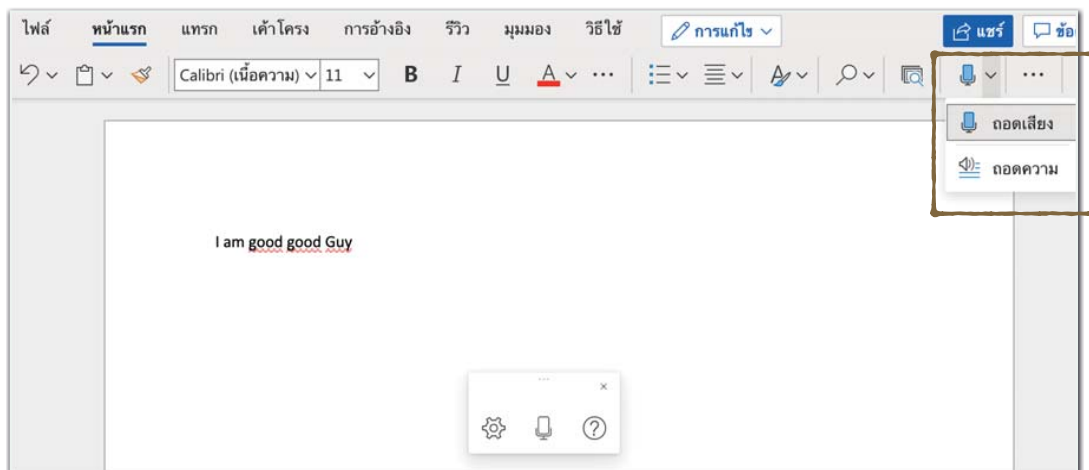 ไฟล์ หน้าแรก แทรก เค้าโครง การอ้างอิง รีวิว มุมมอง วิธีใช้ การแก้ไข แชร์
Calibri (เนื้อความ) 11 B I U A
ถอดเสียง
ถอดความ
I am good good Guy